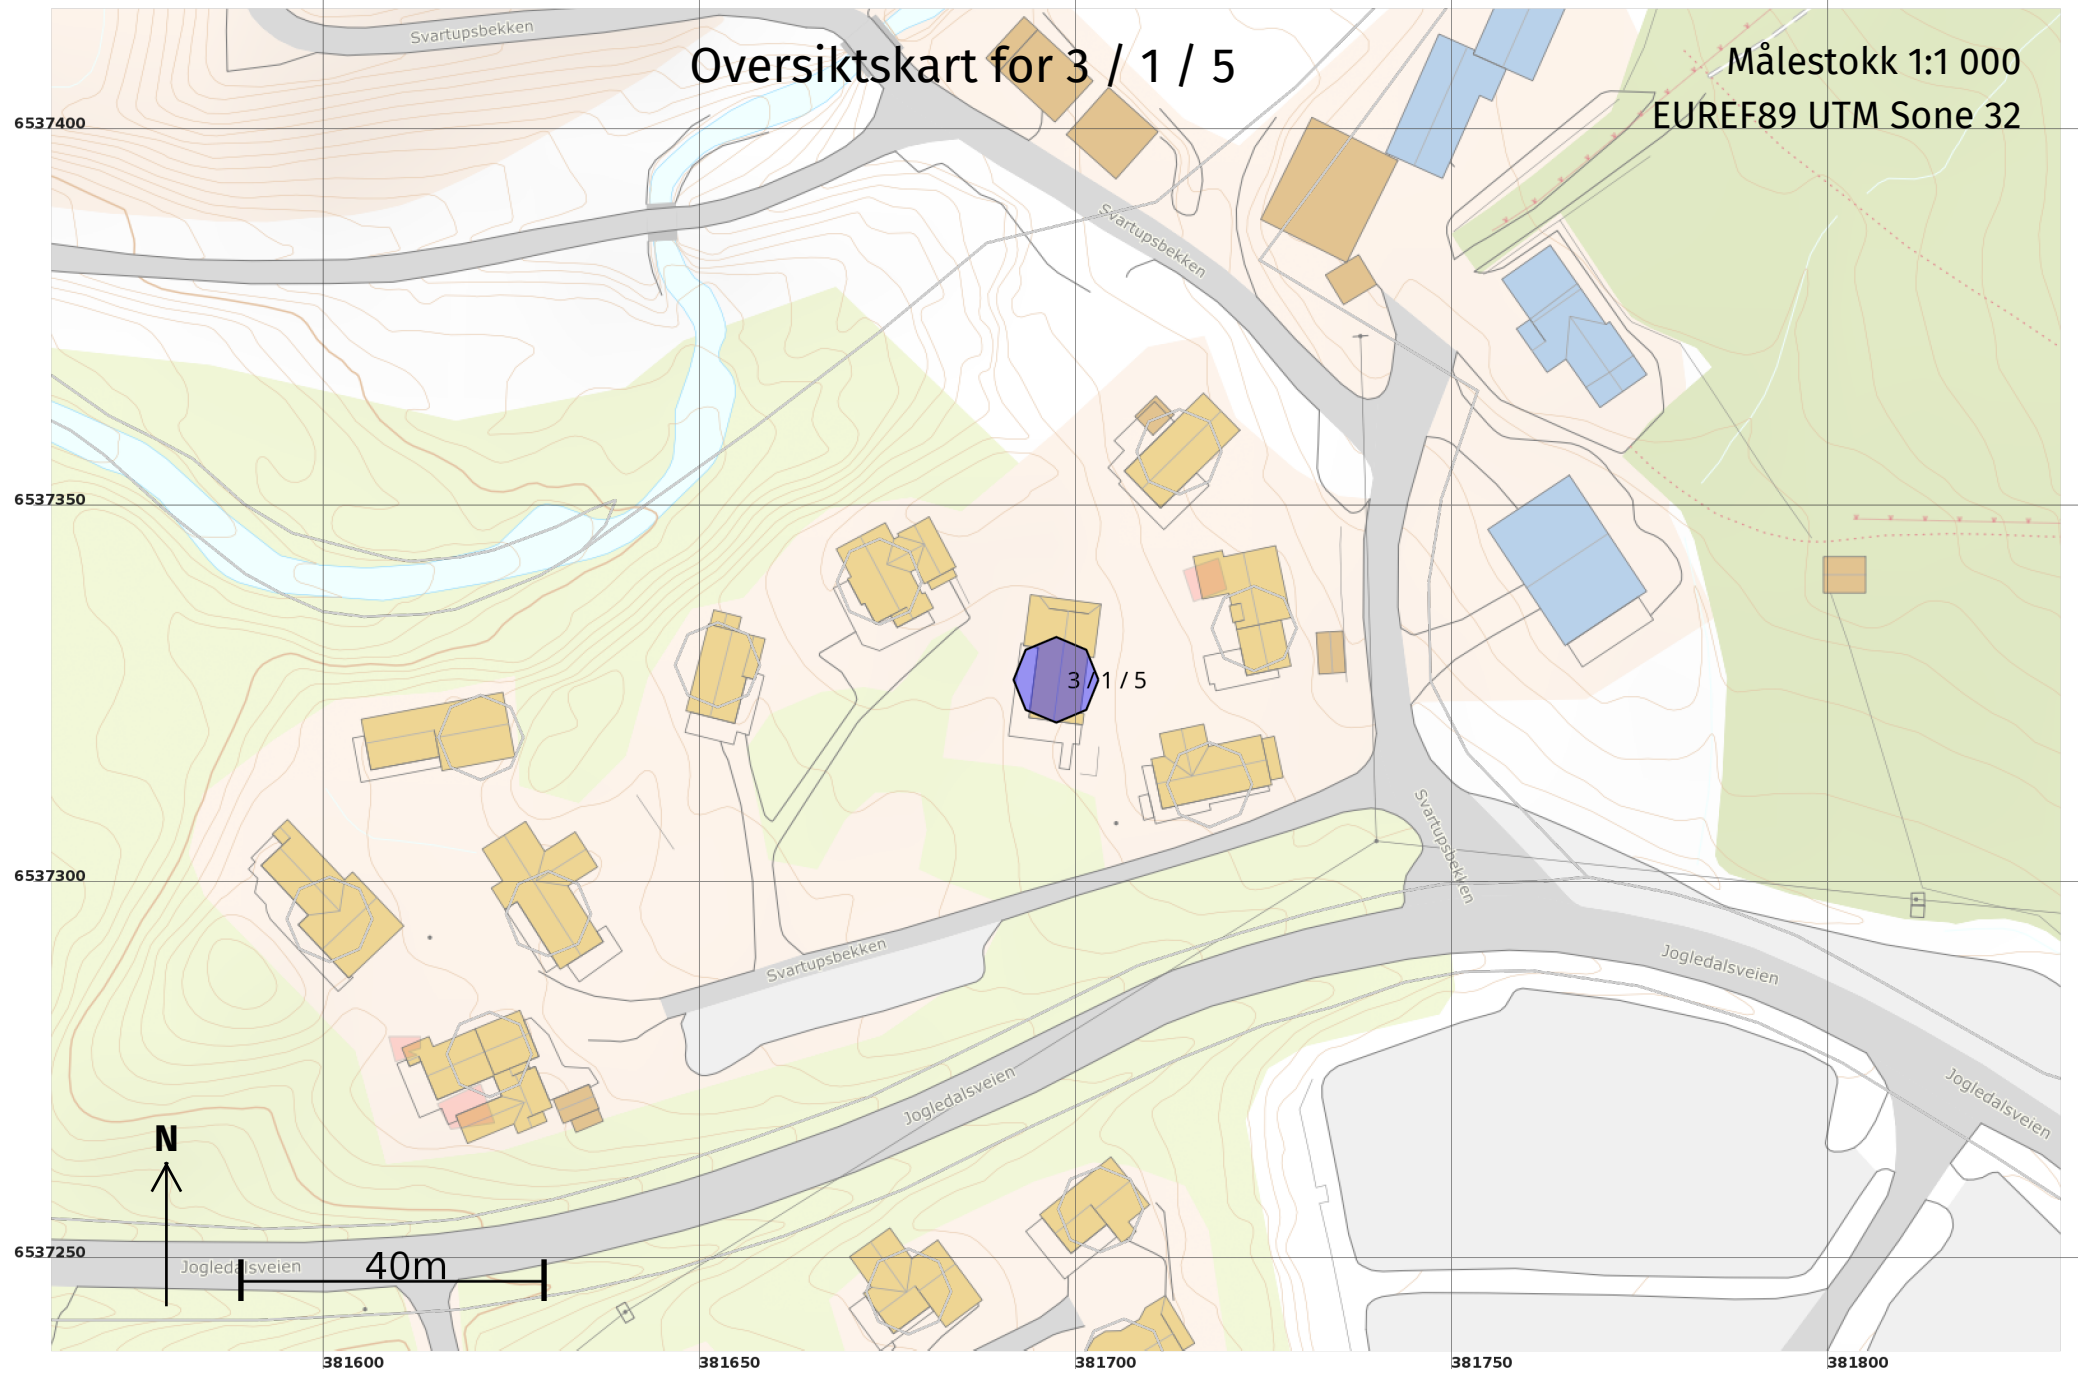 Svartupsbekken
Oversiktskart for 3 / 1 / 5
Målestokk 1:1 000
EUREF89 UTM Sone 32
6537400
Svartupsbekken
6537350
3 / 1 / 5
Svartupsbekken
6537300
Svartupsbekken
Jogledalsveien
Jogledalsveien
Jogledalsveien
N
6537250
Jogledalsveien
40m
381600
381650
381700
381750
381800